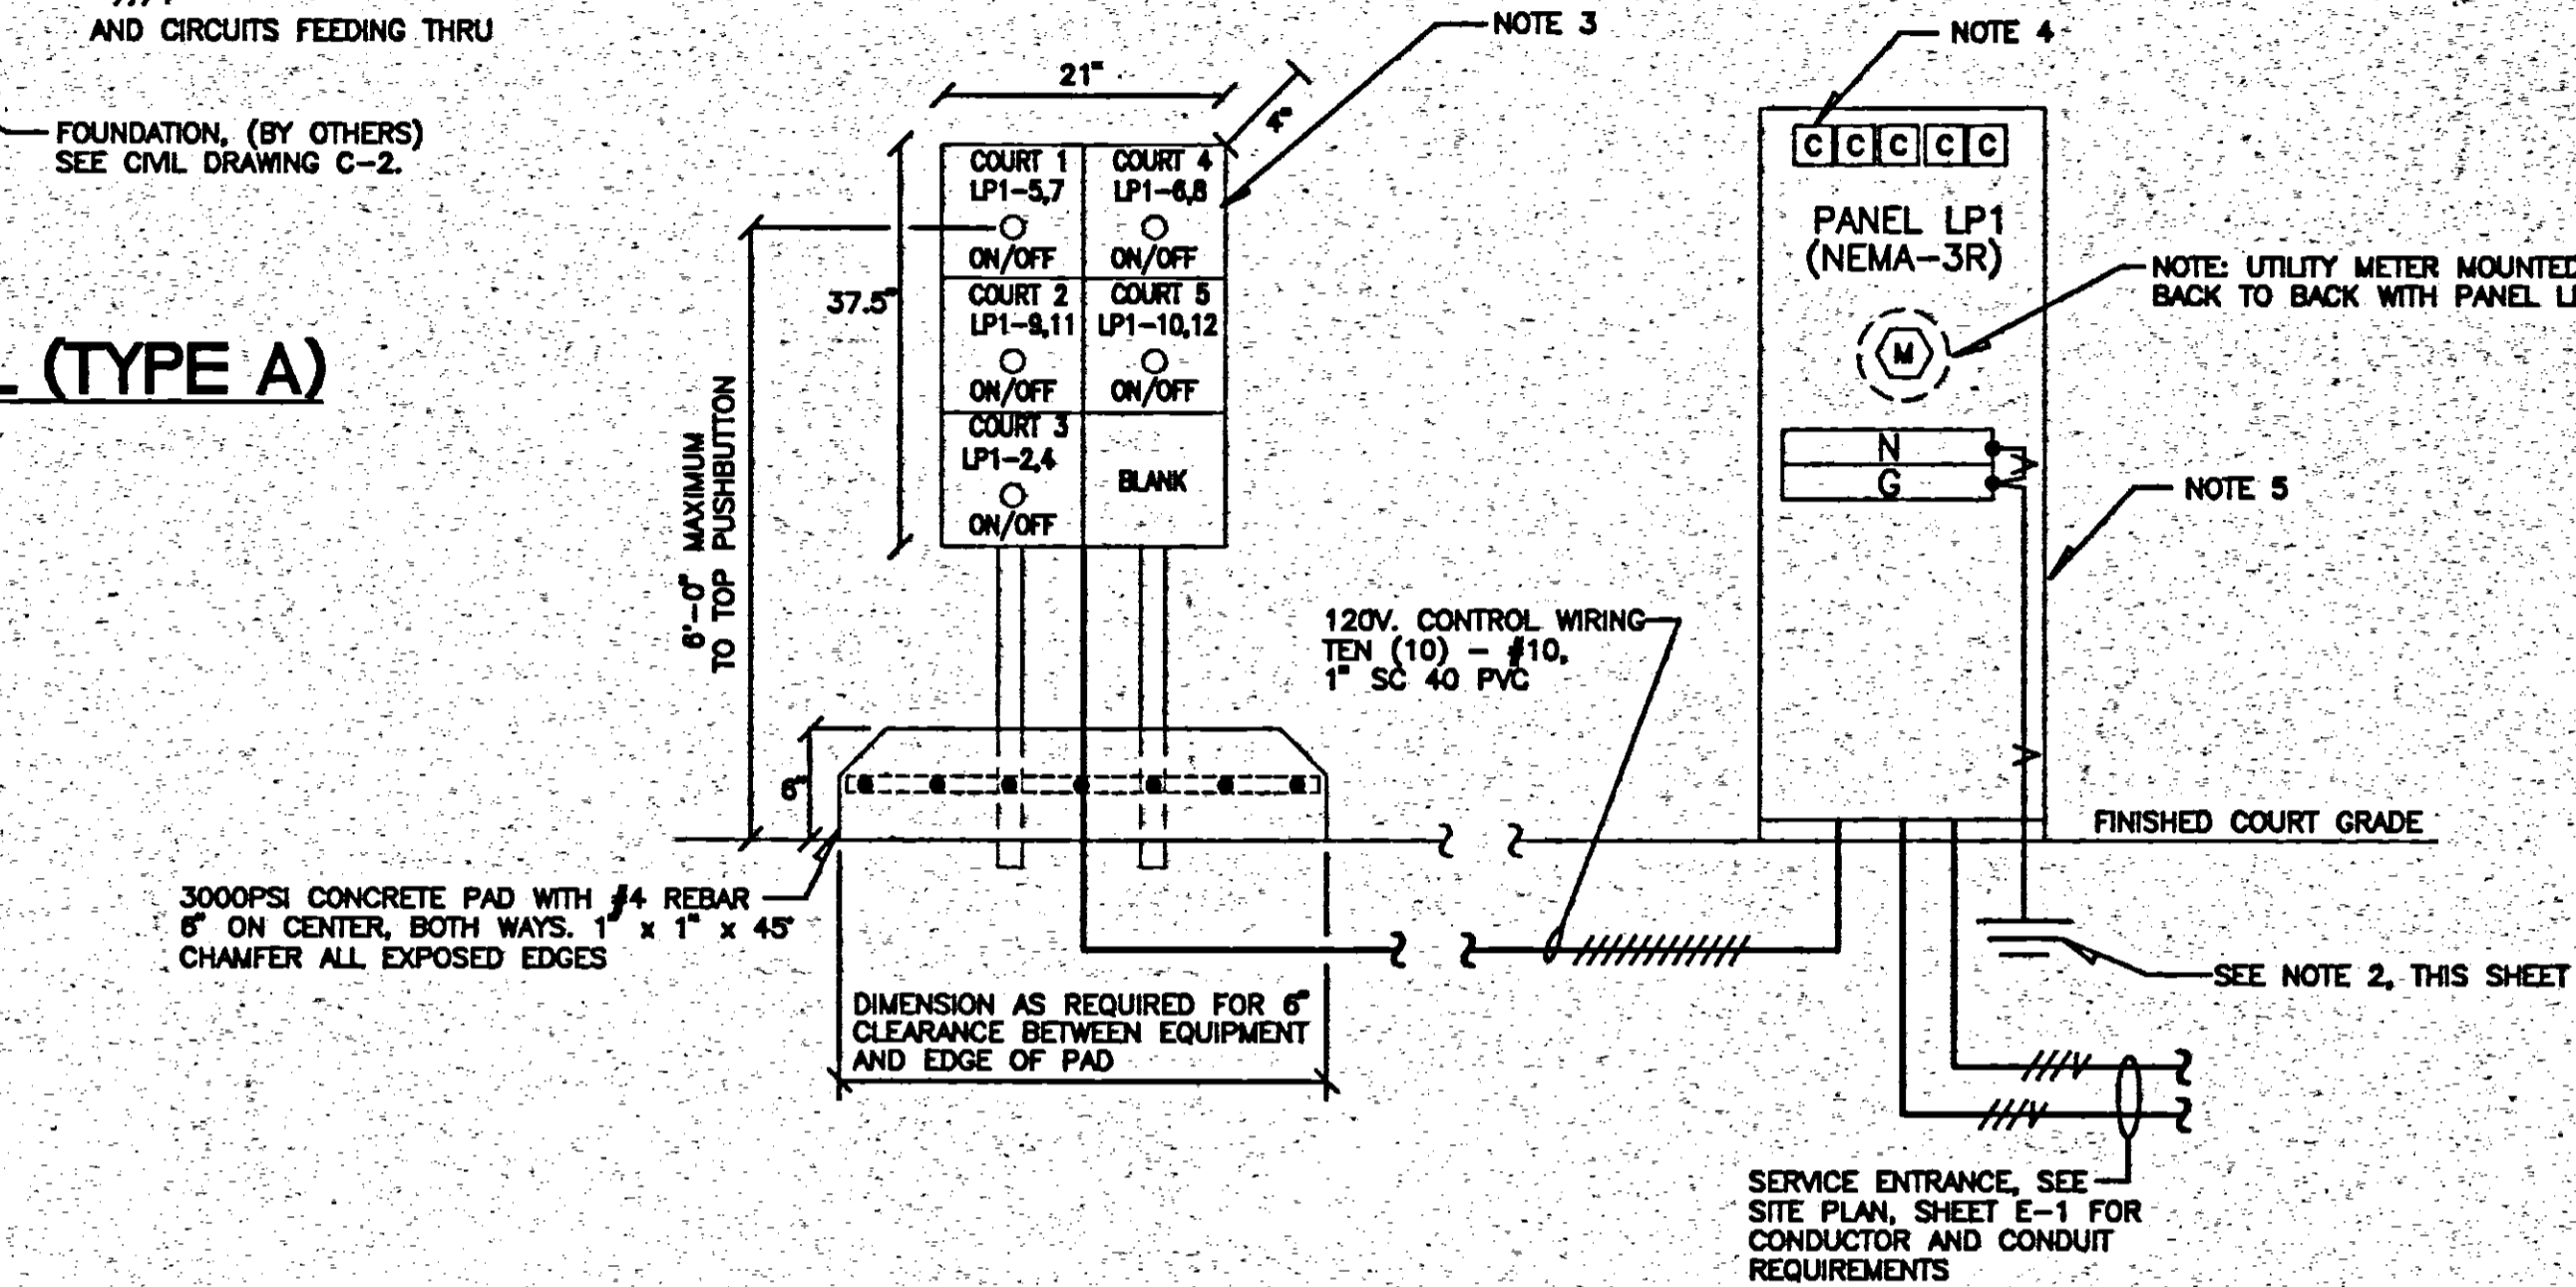 AND CIRCUITS FEEDING THRU
FOUNDATION, (BY OTHERS)
SEE CIVIL DRAWING C-2.
(TYPE A)
21"
4"
37.5"
NOTE 3
COURT 1
LP1-5,7
ON/OFF
COURT 4
LP1-6,8
ON/OFF
COURT 2
LP1-9,11
ON/OFF
COURT 5
LP1-10,12
ON/OFF
COURT 3
LP1-2,4
ON/OFF
BLANK
6'-0" MAXIMUM
TO TOP PUSHBUTTON
6"
3000PSI CONCRETE PAD WITH #4 REBAR
6" ON CENTER, BOTH WAYS. 1" x 1" x 45°
CHAMFER ALL EXPOSED EDGES
DIMENSION AS REQUIRED FOR 6"
CLEARANCE BETWEEN EQUIPMENT
AND EDGE OF PAD
120V. CONTROL WIRING
TEN (10) - #10,
1" SC 40 PVC
NOTE 4
C C C C C
PANEL LP1
(NEMA-3R)
M
NOTE: UTILITY METER MOUNTED
BACK TO BACK WITH PANEL
N
G
NOTE 5
FINISHED COURT GRADE
SEE NOTE 2, THIS SHEET
SERVICE ENTRANCE, SEE
SITE PLAN, SHEET E-1 FOR
CONDUCTOR AND CONDUIT
REQUIREMENTS